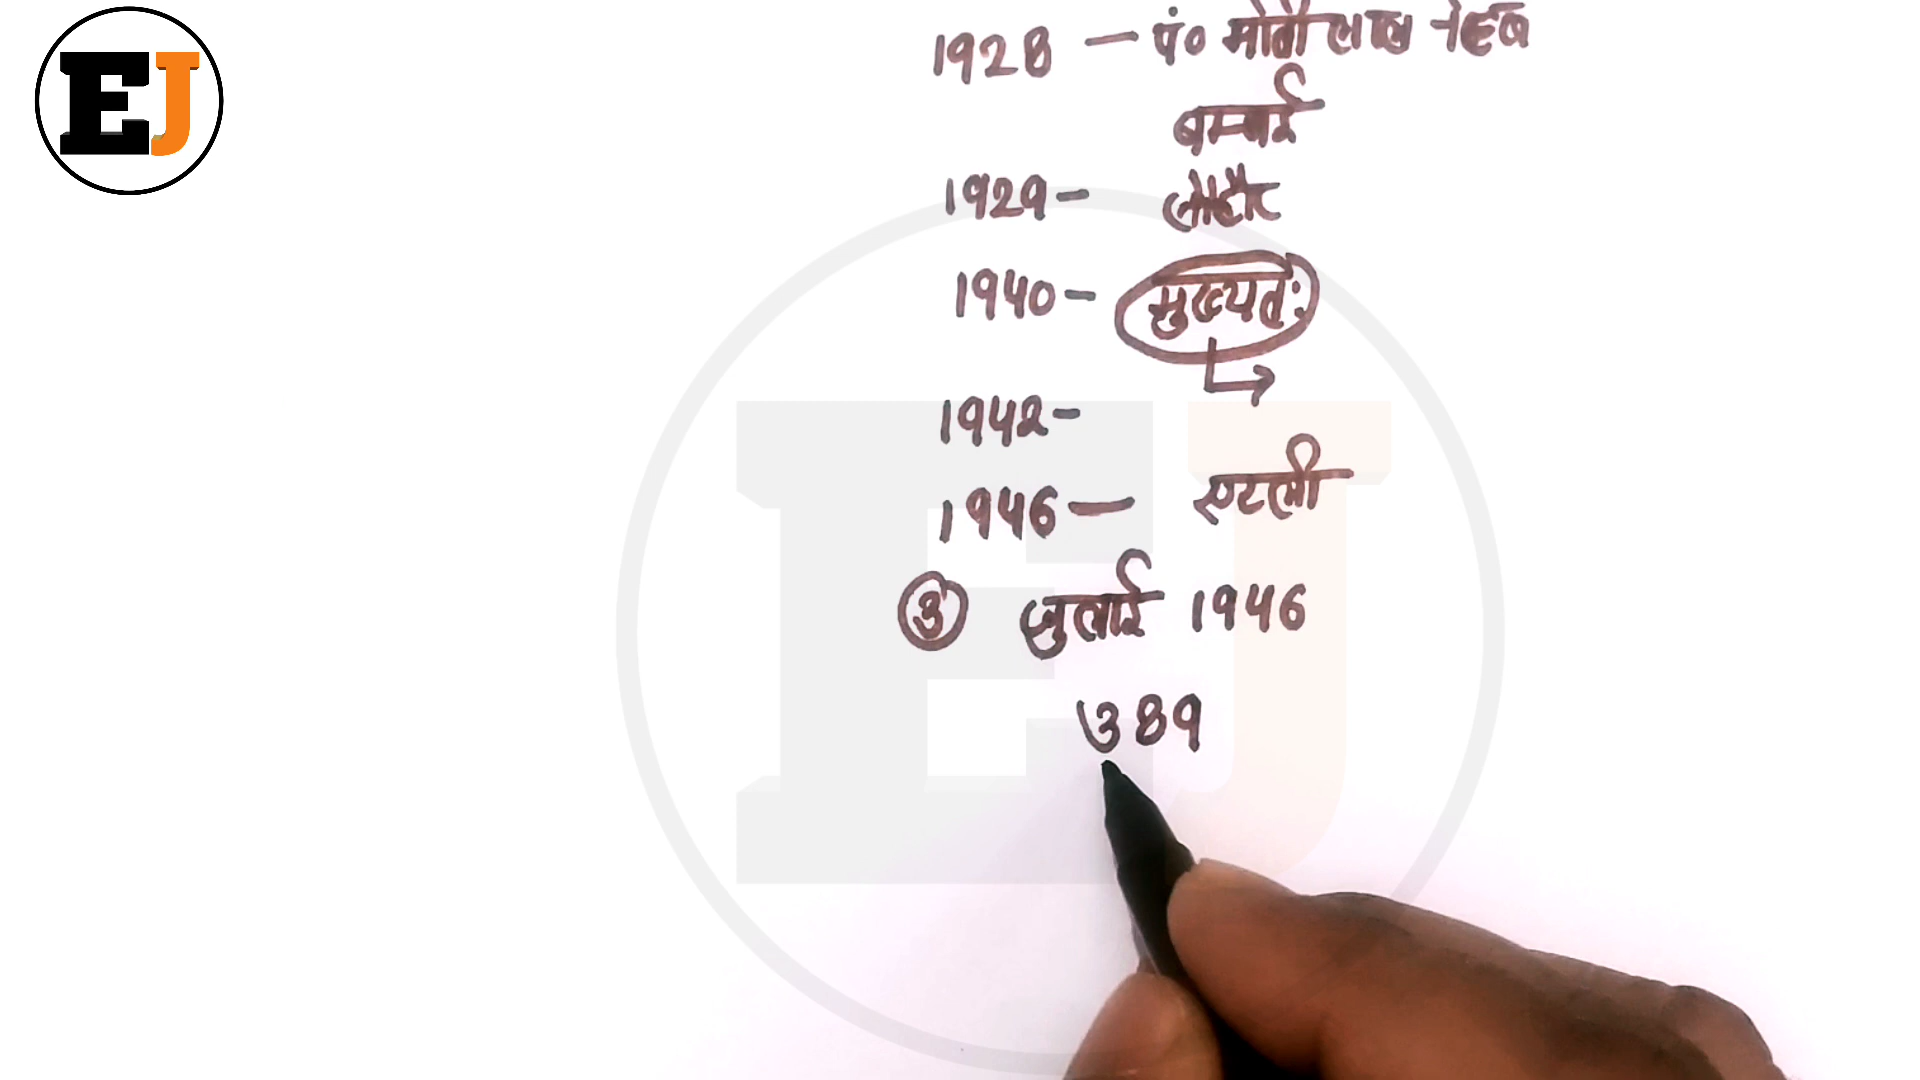 EJ
1928 — पं० मोती लाल नेहरू
बम्बई
1929 - लाहौर
1940 - मुख्यत:
1942 -
1946 — एटली
③ जुलाई 1946
389